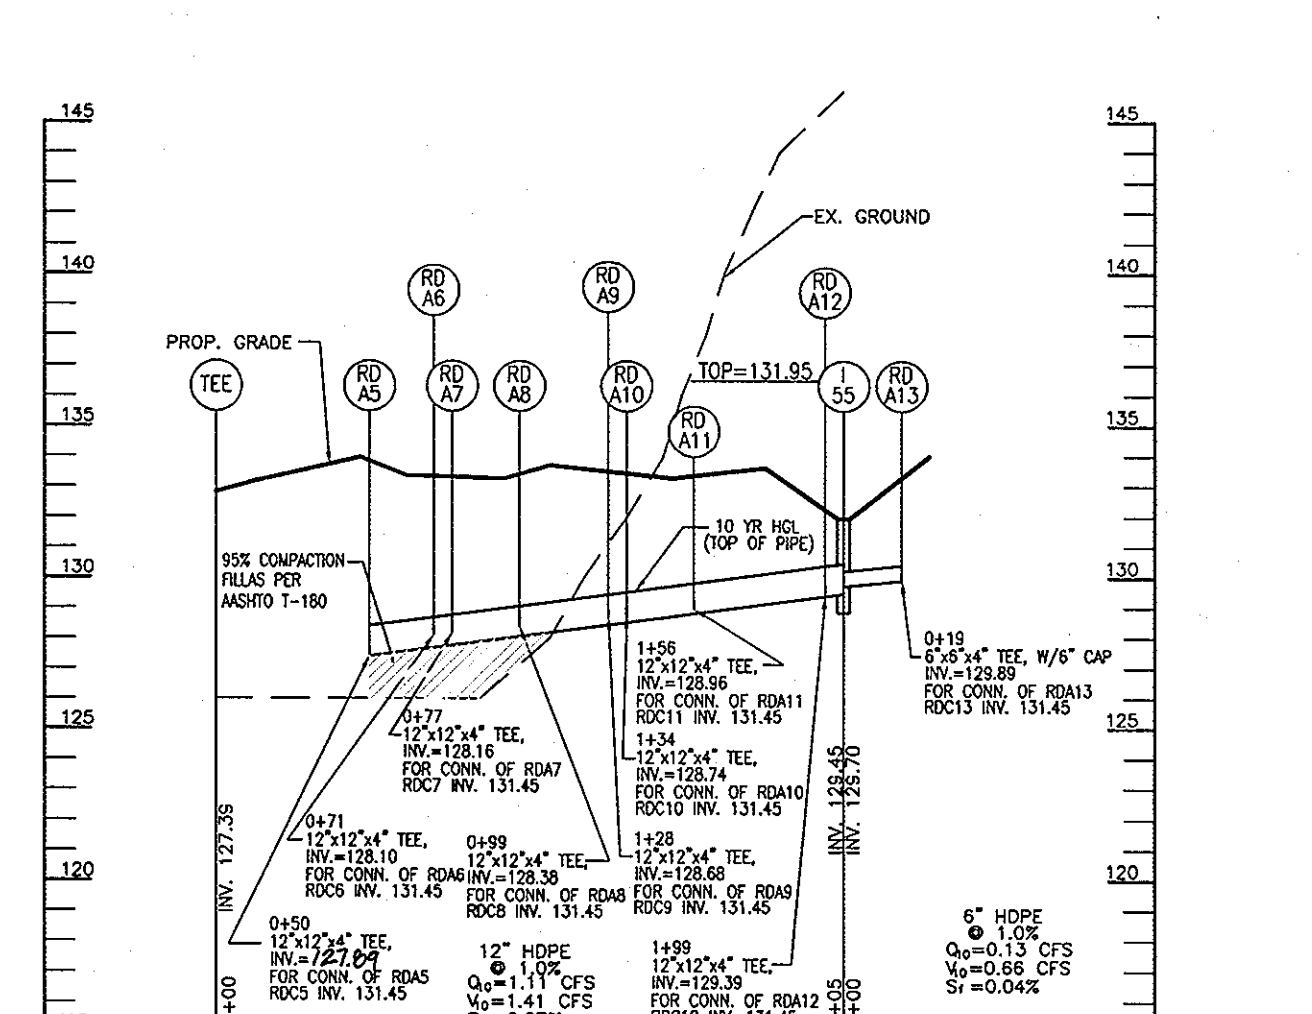 145
145
EX. GROUND
140
140
RD
A6
RD
A9
RD
A12
PROP. GRADE
TEE
RD
A5
RD
A7
RD
A8
RD
A10
TOP=131.95
I
55
RD
A13
135
135
RD
A11
10 YR HGL
(TOP OF PIPE)
95% COMPACTION
FILLAS PER
AASHTO T-180
130
130
0+19
6"x6"x4" TEE, W/6" CAP
INV.=129.89
FOR CONN. OF RDA13
RDC13 INV. 131.45
1+56
12"x12"x4" TEE,
INV.=128.96
FOR CONN. OF RDA11
RDC11 INV. 131.45
125
125
0+77
12"x12"x4" TEE,
INV.=128.16
FOR CONN. OF RDA7
RDC7 INV. 131.45
1+34
12"x12"x4" TEE,
INV.=128.74
FOR CONN. OF RDA10
RDC10 INV. 131.45
INV. 129.45
INV. 129.70
INV. 127.39
0+71
12"x12"x4" TEE,
INV.=128.10
FOR CONN. OF RDA6
RDC6 INV. 131.45
0+99
12"x12"x4" TEE,
INV.=128.38
FOR CONN. OF RDA8
RDC8 INV. 131.45
1+28
12"x12"x4" TEE,
INV.=128.68
FOR CONN. OF RDA9
RDC9 INV. 131.45
120
120
0+50
12"x12"x4" TEE,
INV.=127.89
FOR CONN. OF RDA5
RDC5 INV. 131.45
12" HDPE
@ 1.0%
Q10=1.11 CFS
V10=1.41 CFS
1+99
12"x12"x4" TEE,
INV.=129.39
FOR CONN. OF RDA12
6" HDPE
@ 1.0%
Q10=0.13 CFS
V10=0.66 CFS
Sf=0.04%
+00
+05
+00